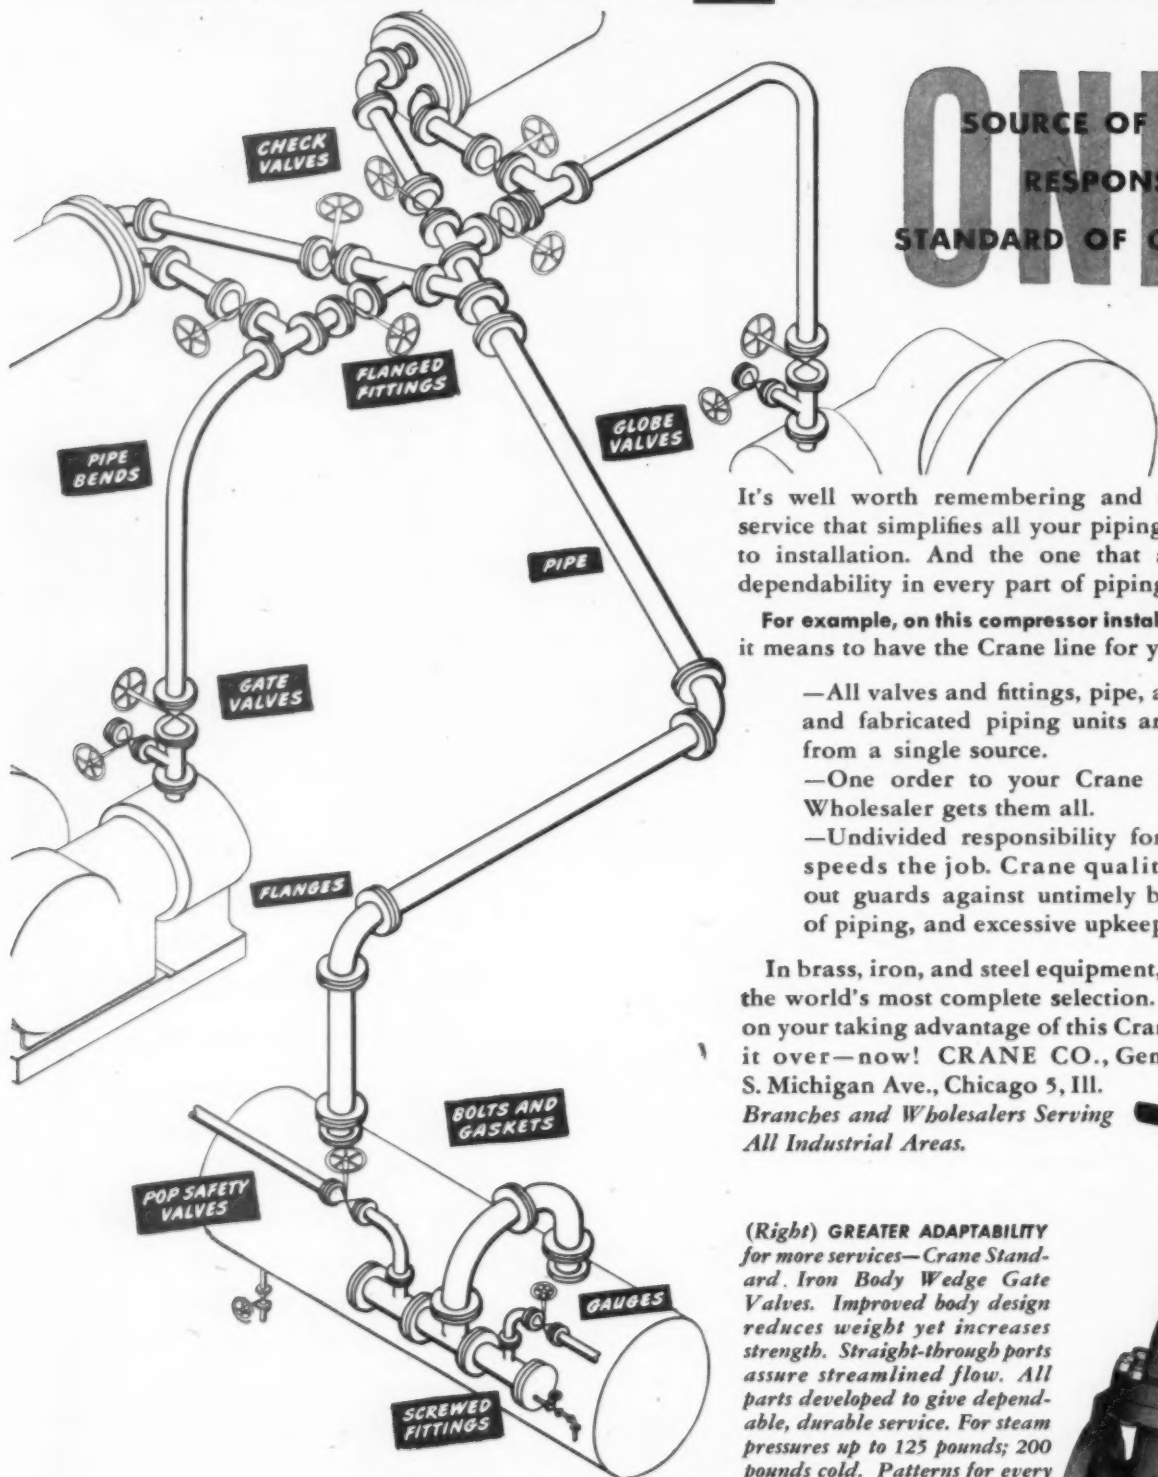 ONE
SOURCE OF
STANDARD OF
CHECK
VALVES
FLANGED
FITTINGS
GLOBE
VALVES
PIPE
BENDS
PIPE
GATE
VALVES
FLANGES
BOLTS AND
GASKETS
POP SAFETY
VALVES
GAUGES
SCREWED
FITTINGS
It's well worth remembering and
service that simplifies all your piping
to installation. And the one that
dependability in every part of piping
For example, on this compressor instal
it means to have the Crane line for y
—All valves and fittings, pipe, a
and fabricated piping units ar
from a single source.
—One order to your Crane
Wholesaler gets them all.
—Undivided responsibility for
speeds the job. Crane qualit
out guards against untimely b
of piping, and excessive upkeep
In brass, iron, and steel equipment,
the world's most complete selection.
on your taking advantage of this Cran
it over—now! CRANE CO., Gen
S. Michigan Ave., Chicago 5, Ill.
Branches and Wholesalers Serving
All Industrial Areas.
(Right) GREATER ADAPTABILITY
for more services—Crane Stand-
ard Iron Body Wedge Gate
Valves. Improved body design
reduces weight yet increases
strength. Straight-through ports
assure streamlined flow. All
parts developed to give depend-
able, durable service. For steam
pressures up to 125 pounds; 200
pounds cold. Patterns for every